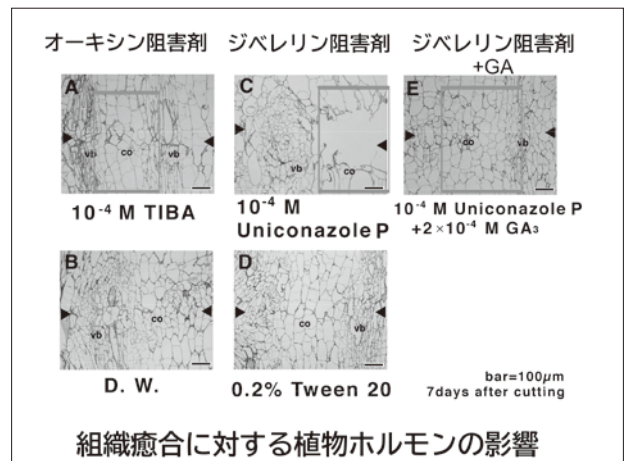 オーキシン阻害剤
ジベレリン阻害剤
ジベレリン阻害剤
+GA
A
vb
co
vb
10⁻⁴ M TIBA
C
vb
co
10⁻⁴ M
Uniconazole P
E
co
vb
10⁻⁴ M Uniconazole P
+2×10⁻⁴ M GA₃
B
vb
co
D. W.
D
co
vb
0.2% Tween 20
bar=100μm
7days after cutting
組織癒合に対する植物ホルモンの影響